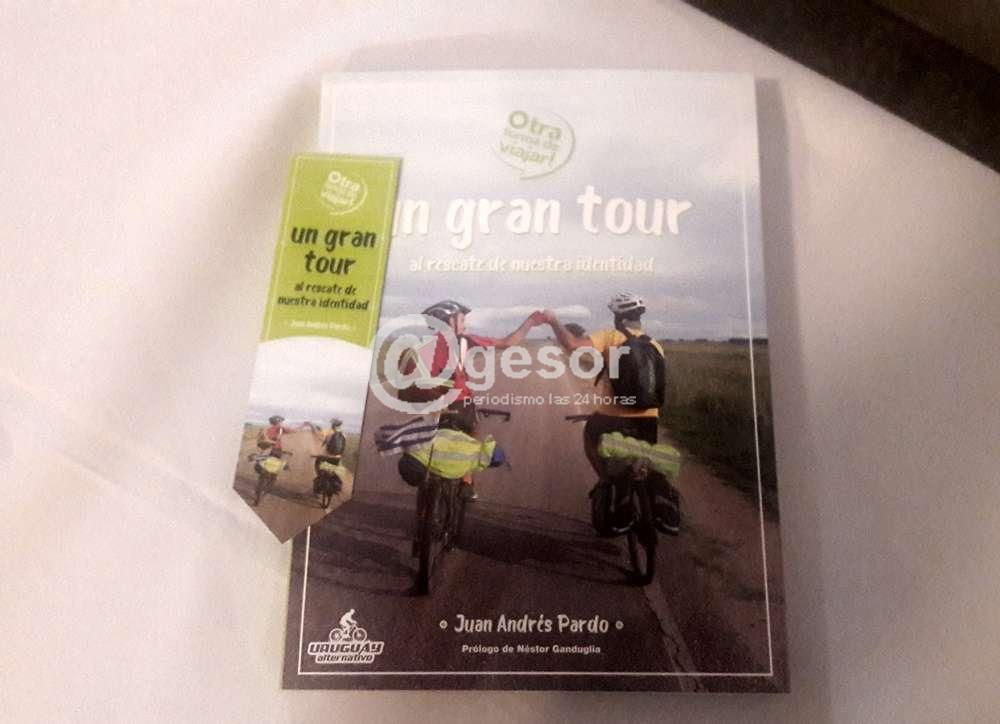 Otra
forma de
viajar!
un gran tour
al rescate de nuestra identidad
Otra
forma de
viajar!
un gran
tour
al rescate de
nuestra identidad
Juan Andrés Pardo
@gesor
periodismo las 24 horas
Juan Andrés Pardo
Prólogo de Néstor Ganduglia
URUGUAY
alternativo